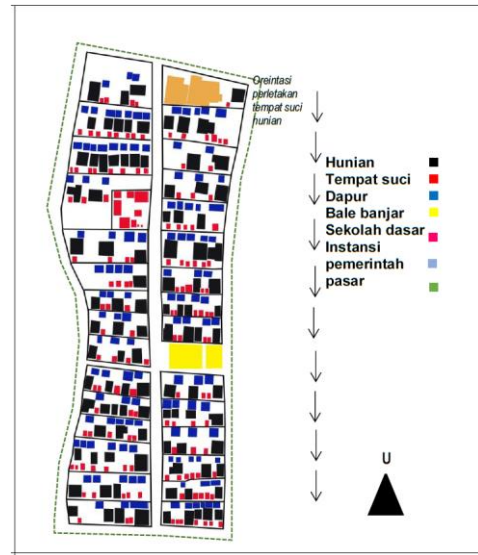 Oreintasi
perletakan
tempat suci
hunian
Hunian
Tempat suci
Dapur
Bale banjar
Sekolah dasar
Instansi
pemerintah
pasar
U